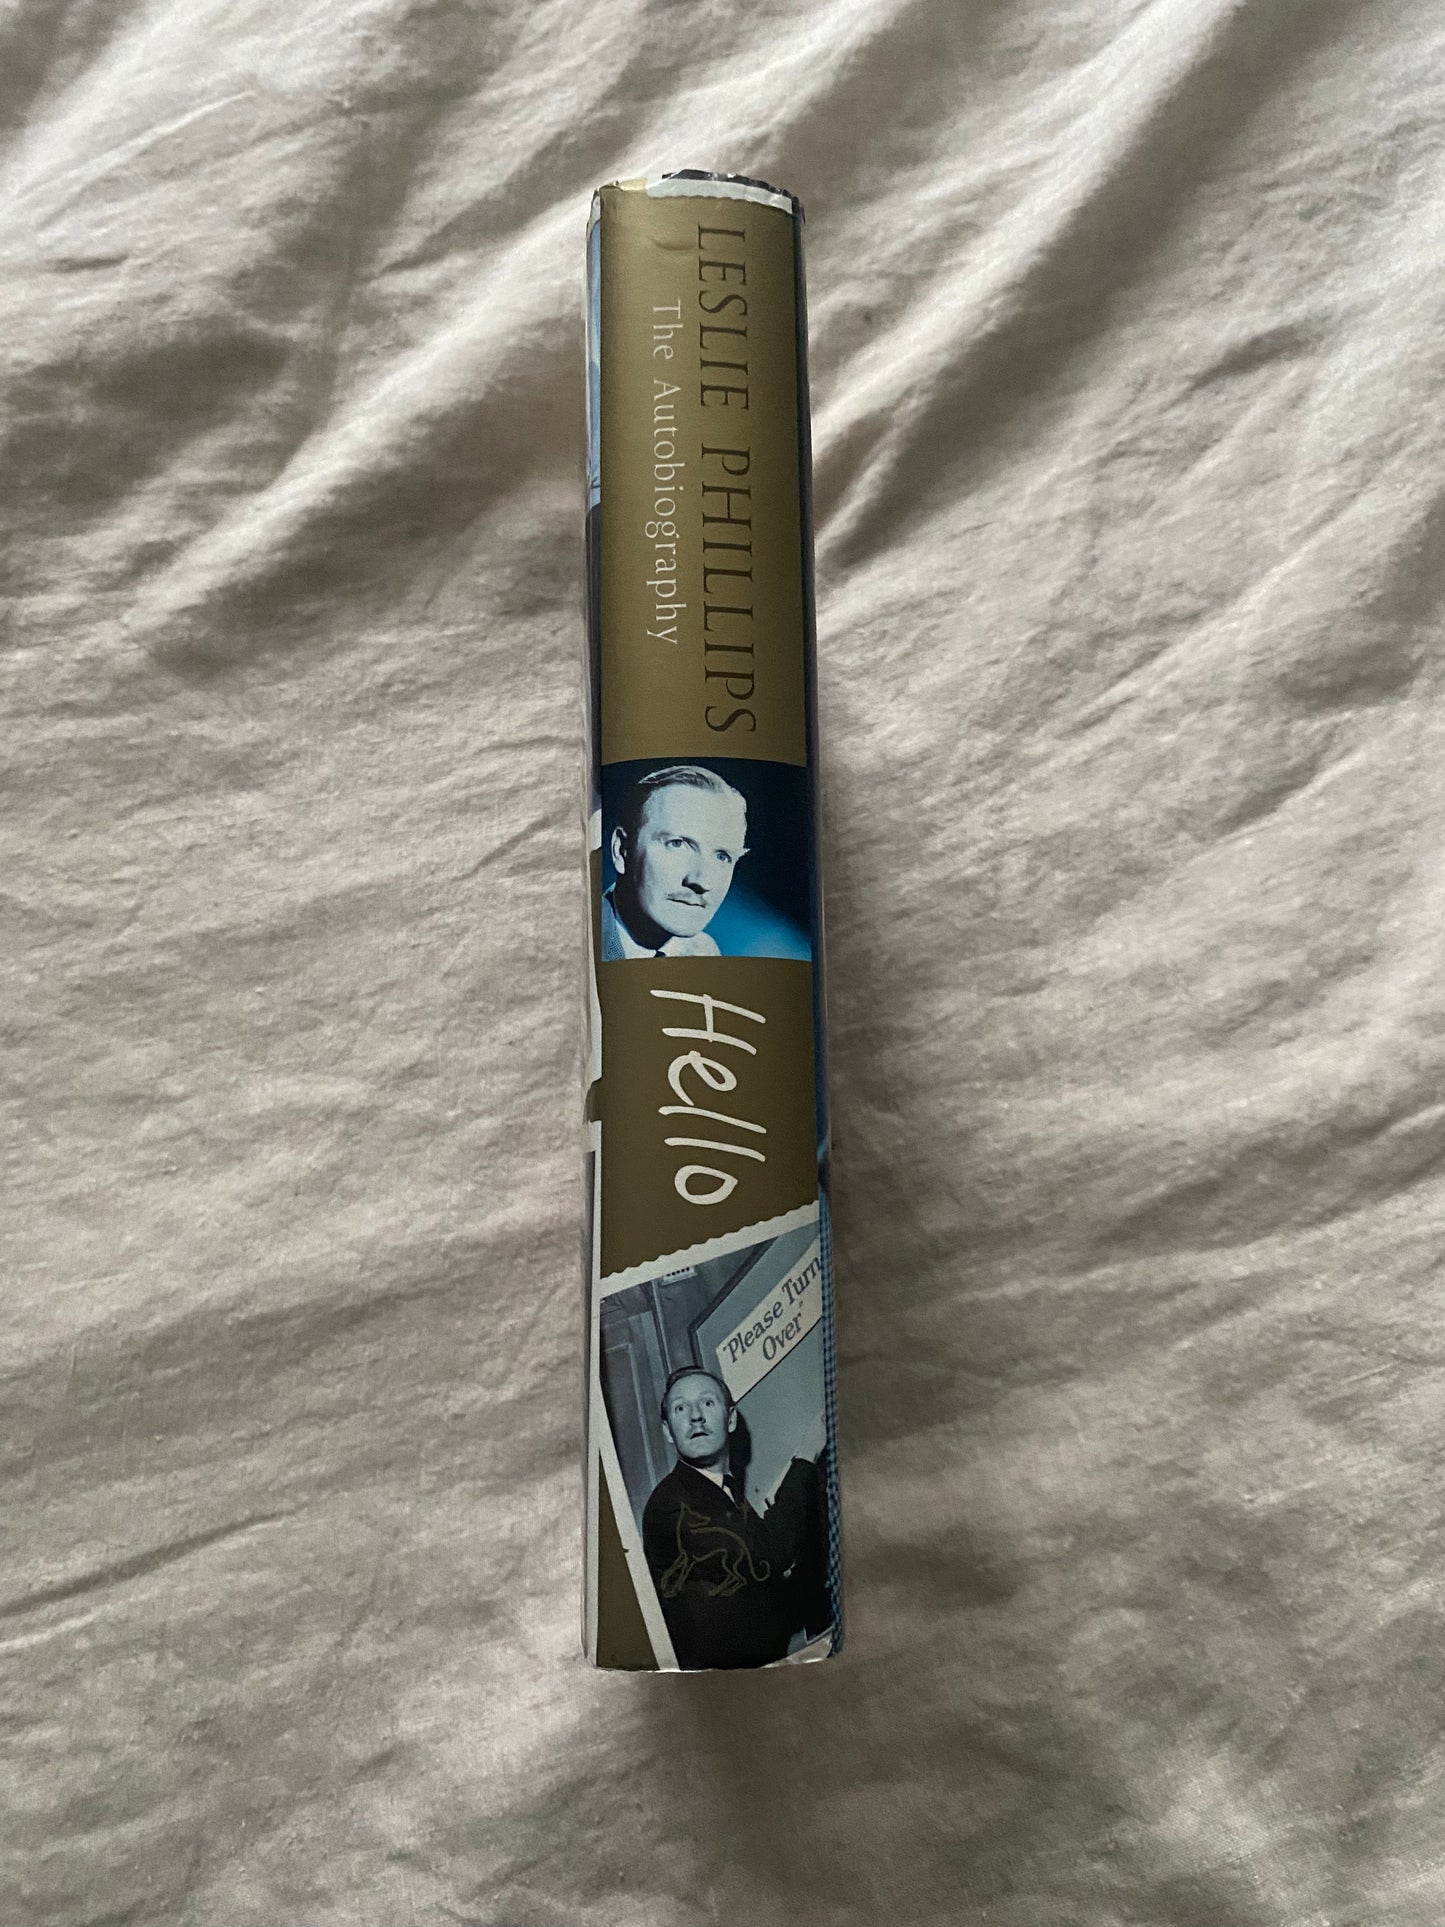 LESLIE PHILLIPS
The Autobiography
Hello
"Please Turn
Over"